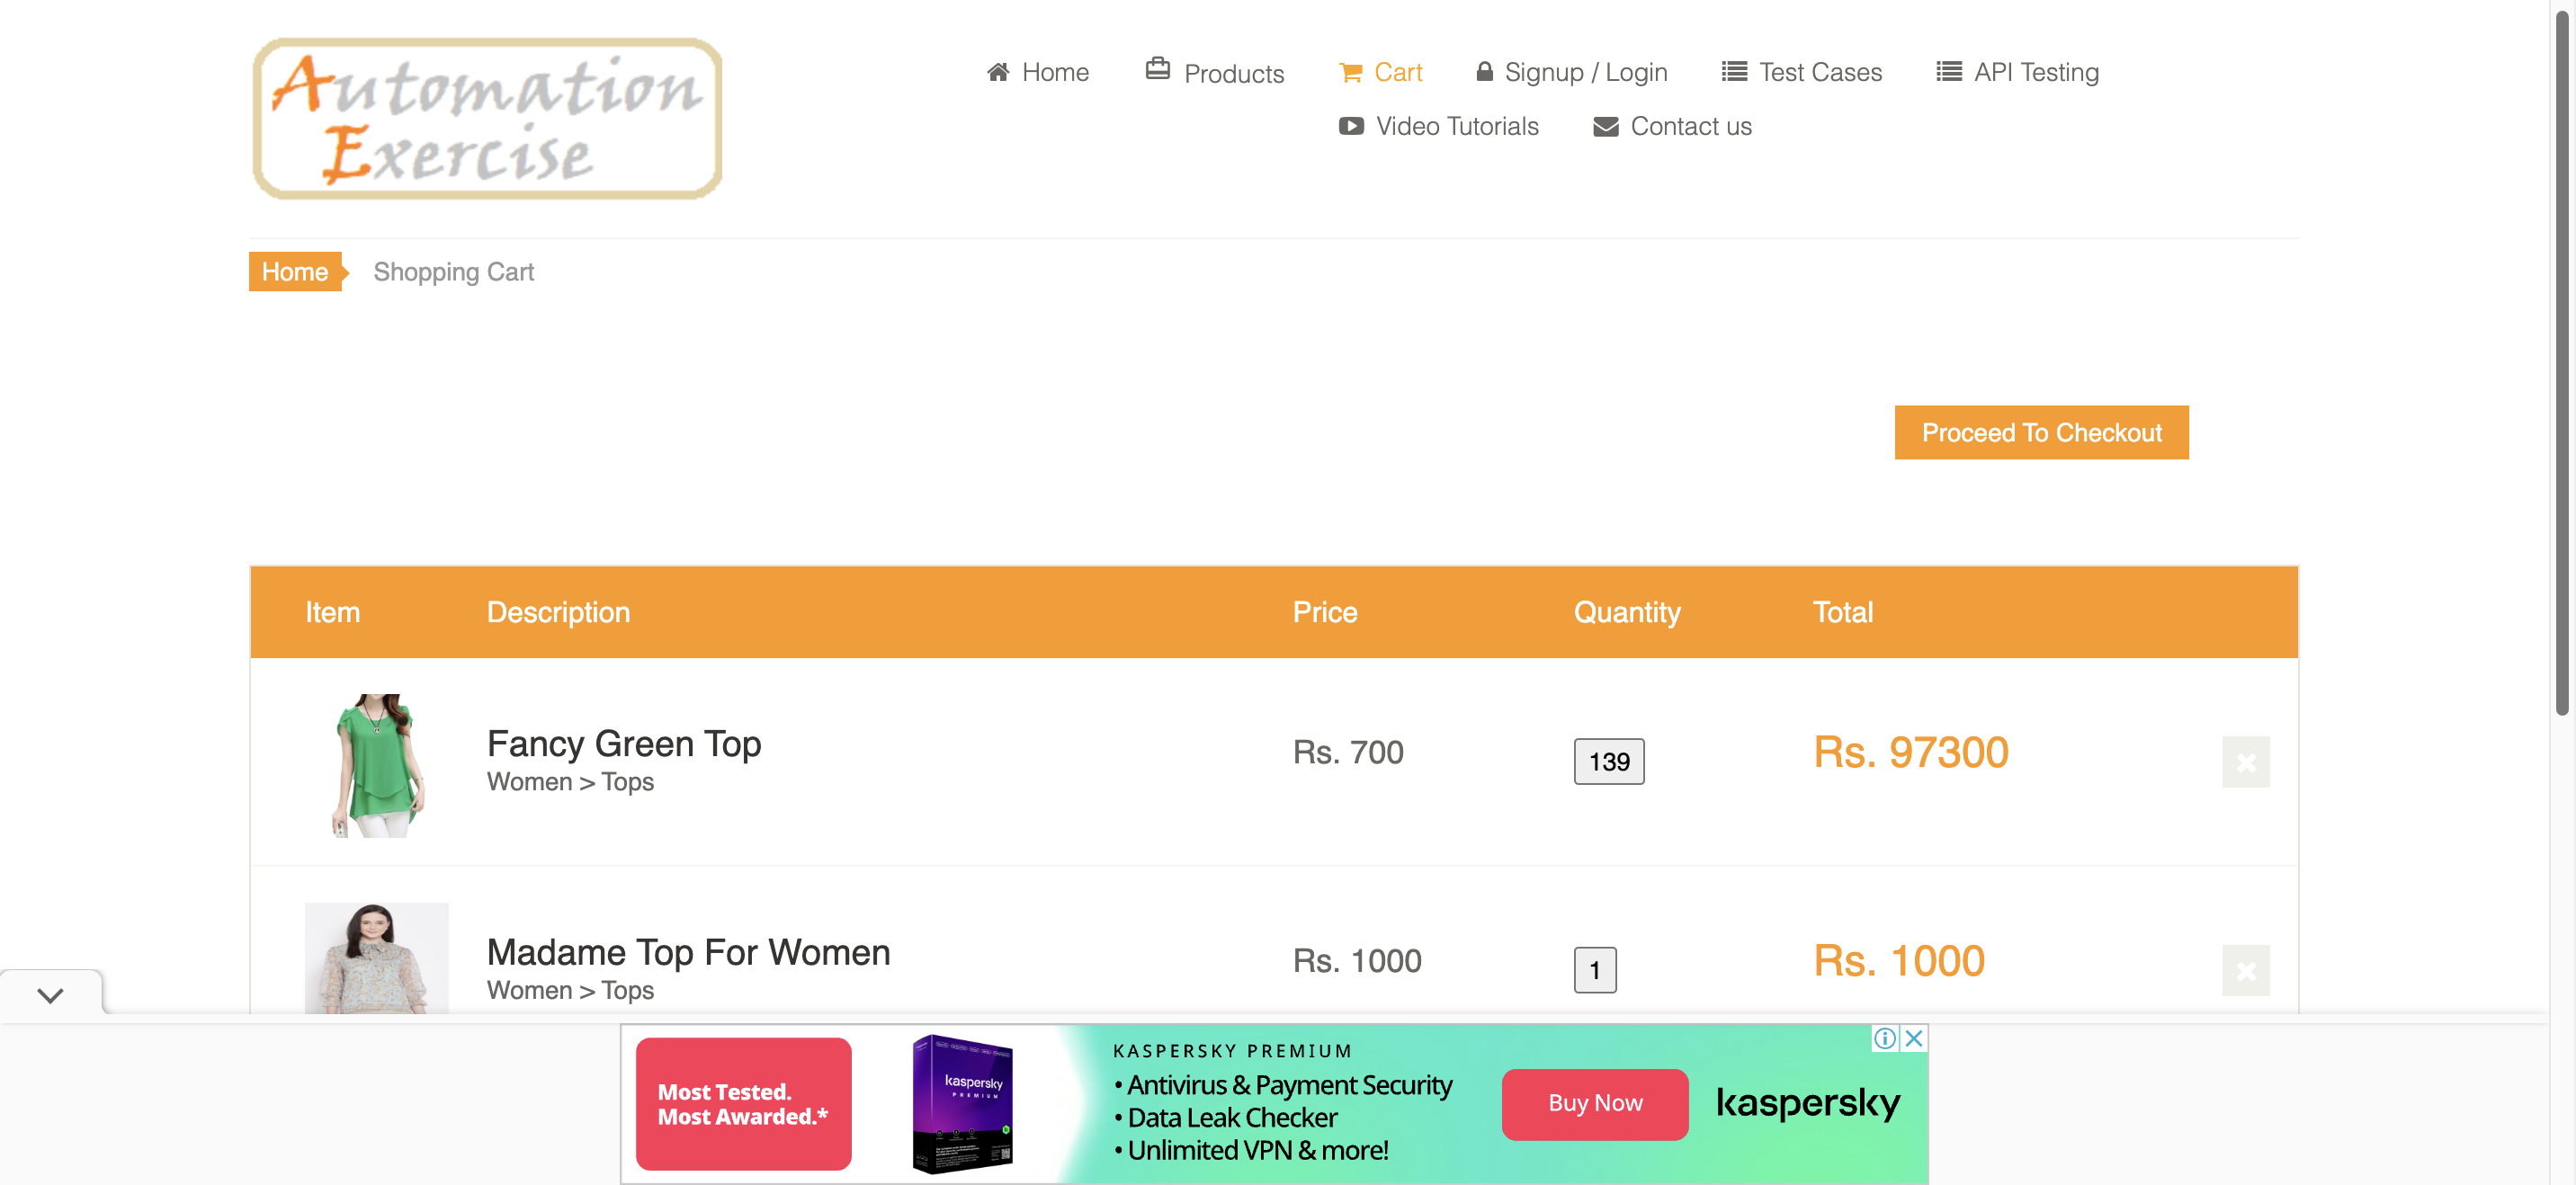 Automation
Exercise
Home
Products
Cart
Signup / Login
Test Cases
API Testing
Video Tutorials
Contact us
Home
Shopping Cart
Proceed To Checkout
Item
Description
Price
Quantity
Total
Fancy Green Top
Women > Tops
Rs. 700
139
Rs. 97300
Madame Top For Women
Women > Tops
Rs. 1000
1
Rs. 1000
Most Tested.
Most Awarded.*
kaspersky
PREMIUM
KASPERSKY PREMIUM
• Antivirus & Payment Security
• Data Leak Checker
• Unlimited VPN & more!
Buy Now
kaspersky